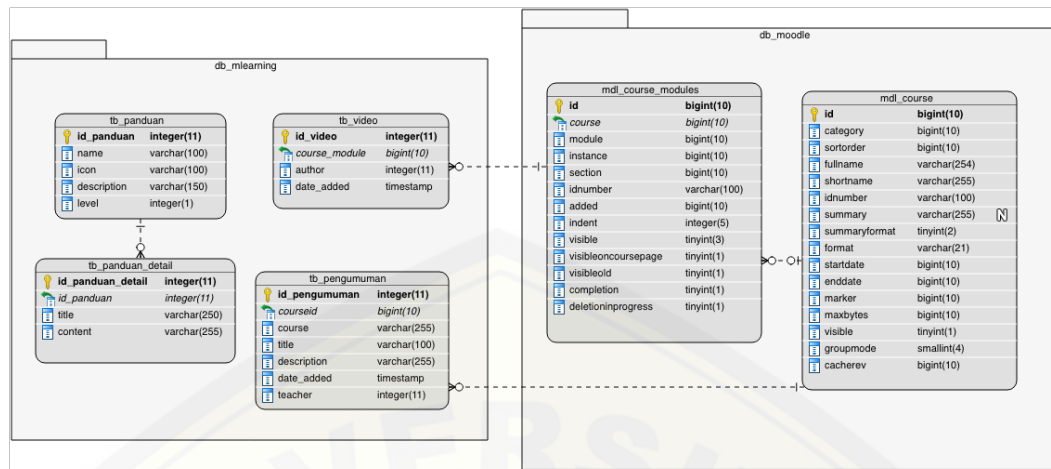 db_mlearning
tb_panduan
id_panduan integer(11)
name varchar(100)
icon varchar(100)
description varchar(150)
level integer(1)
tb_video
id_video integer(11)
course_module bigint(10)
author integer(11)
date_added timestamp
tb_panduan_detail
id_panduan_detail integer(11)
id_panduan integer(11)
title varchar(250)
content varchar(255)
tb_pengumuman
id_pengumuman integer(11)
courseid bigint(10)
course varchar(255)
title varchar(100)
description varchar(255)
date_added timestamp
teacher integer(11)
db_moodle
mdl_course_modules
id bigint(10)
course bigint(10)
module bigint(10)
instance bigint(10)
section bigint(10)
idnumber varchar(100)
added bigint(10)
indent integer(5)
visible tinyint(3)
visibleoncoursepage tinyint(1)
visibleold tinyint(1)
completion tinyint(1)
deletioninprogress tinyint(1)
mdl_course
id bigint(10)
category bigint(10)
sortorder bigint(10)
fullname varchar(254)
shortname varchar(255)
idnumber varchar(100)
summary varchar(255) N
summaryformat tinyint(2)
format varchar(21)
startdate bigint(10)
enddate bigint(10)
marker bigint(10)
maxbytes bigint(10)
visible tinyint(1)
groupmode smallint(4)
cacherev bigint(10)
VERS